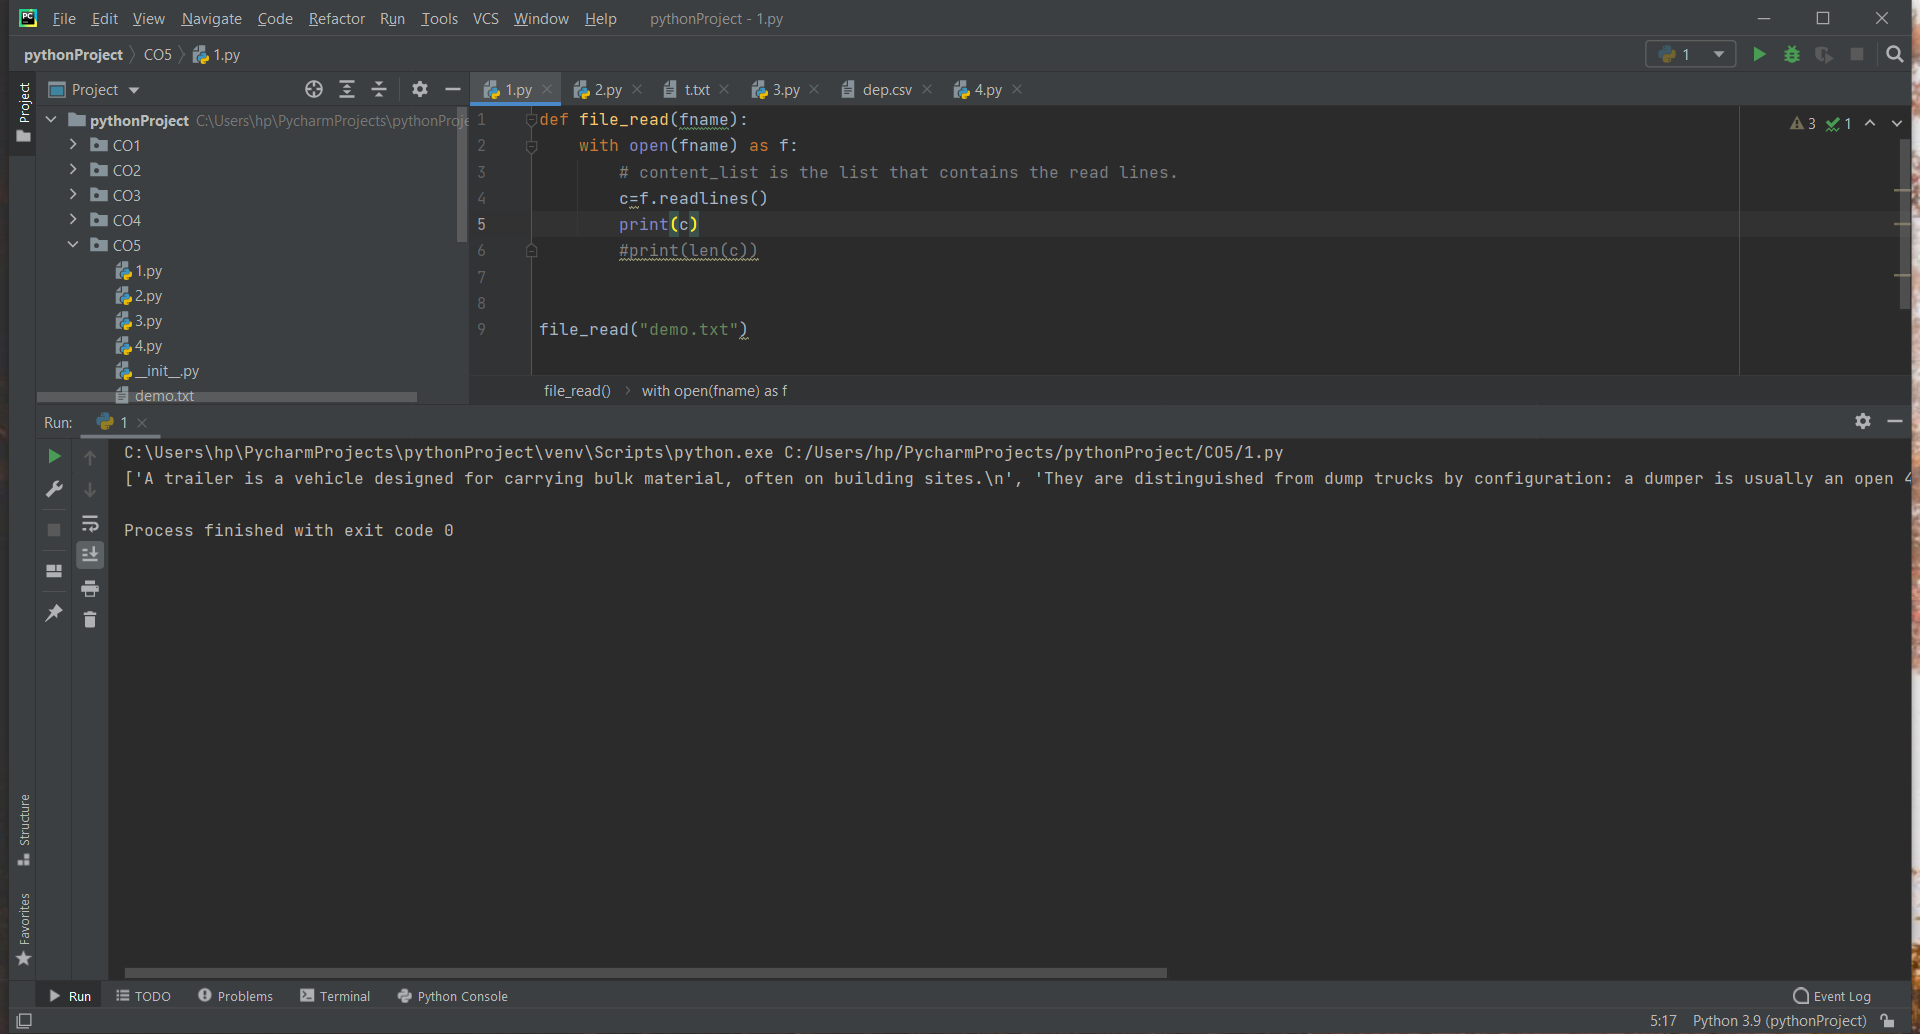 PC File Edit View Navigate Code Refactor Run Tools VCS Window Help pythonProject - 1.py
pythonProject CO5 1.py 1
Project
Project 1.py 2.py t.txt 3.py dep.csv 4.py
pythonProject C:\Users\hp\PycharmProjects\pythonProje
CO1
CO2
CO3
CO4
CO5
1.py
2.py
3.py
4.py
__init__.py
demo.txt
3 1
1 def file_read(fname):
2 with open(fname) as f:
3 # content_list is the list that contains the read lines.
4 c=f.readlines()
5 print(c)
6 #print(len(c))
7
8
9 file_read("demo.txt")
file_read() with open(fname) as f
Run: 1
C:\Users\hp\PycharmProjects\pythonProject\venv\Scripts\python.exe C:/Users/hp/PycharmProjects/pythonProject/CO5/1.py
['A trailer is a vehicle designed for carrying bulk material, often on building sites.\n', 'They are distinguished from dump trucks by configuration: a dumper is usually an open 4
Process finished with exit code 0
Structure
Favorites
Run TODO Problems Terminal Python Console Event Log
5:17 Python 3.9 (pythonProject)